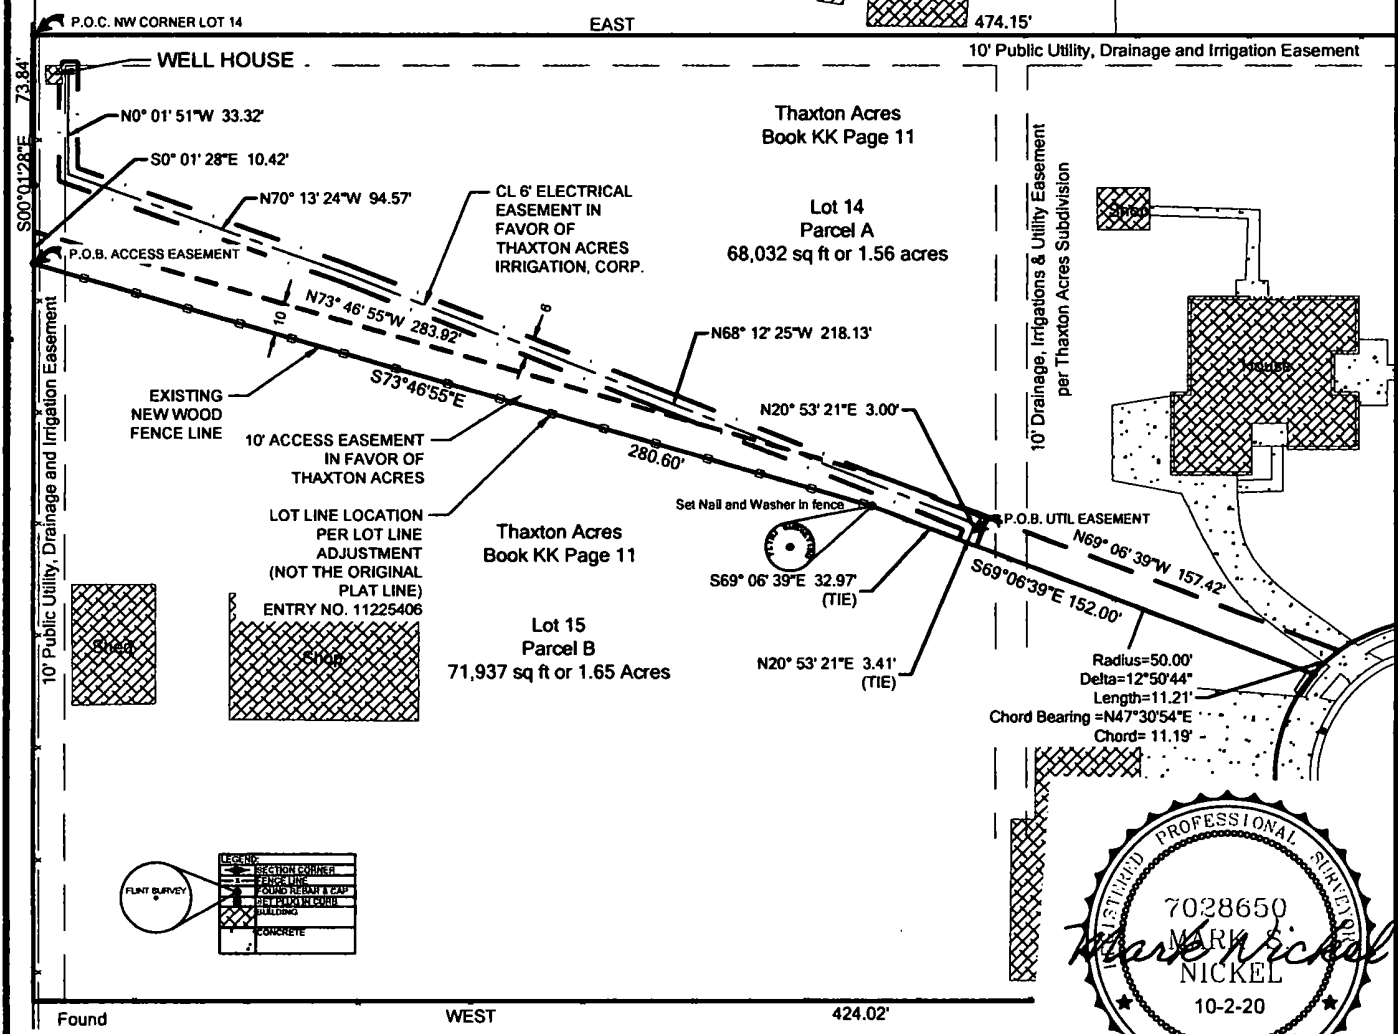 P.O.C. NW CORNER LOT 14
EAST
474.15'
10' Public Utility, Drainage and Irrigation Easement
WELL HOUSE
73.84'
S00°01'28"E
N0° 01' 51"W 33.32'
S0° 01' 28"E 10.42'
N70° 13' 24"W 94.57'
P.O.B. ACCESS EASEMENT
CL 6' ELECTRICAL
EASEMENT IN
FAVOR OF
THAXTON ACRES
IRRIGATION, CORP.
Thaxton Acres
Book KK Page 11
Lot 14
Parcel A
68,032 sq ft or 1.56 acres
10' Drainage, Irrigations & Utility Easement
per Thaxton Acres Subdivision
Shop
House
N73° 46' 55"W 283.92'
10
6
N68° 12' 25"W 218.13'
S73°46'55"E
280.60'
EXISTING
NEW WOOD
FENCE LINE
10' ACCESS EASEMENT
IN FAVOR OF
THAXTON ACRES
N20° 53' 21"E 3.00'
LOT LINE LOCATION
PER LOT LINE
ADJUSTMENT
(NOT THE ORIGINAL
PLAT LINE)
ENTRY NO. 11225406
10' Public Utility, Drainage and Irrigation Easement
Set Nail and Washer in fence
P.O.B. UTIL EASEMENT
N69° 06' 39"W 157.42'
S69°06'39"E 152.00'
Thaxton Acres
Book KK Page 11
S69° 06' 39"E 32.97'
(TIE)
Lot 15
Parcel B
71,937 sq ft or 1.65 Acres
N20° 53' 21"E 3.41'
(TIE)
Shed
Shop
Radius=50.00'
Delta=12°50'44"
Length=11.21'
Chord Bearing =N47°30'54"E
Chord= 11.19'
FLINT SURVEY
LEGEND:
SECTION CORNER
FENCE LINE
FOUND REBAR & CAP
SET PLUG IN CURB
BUILDING
CONCRETE
REGISTERED PROFESSIONAL SURVEYOR
7028650
MARK S.
NICKEL
10-2-20
Mark Nickel
Found
WEST
424.02'